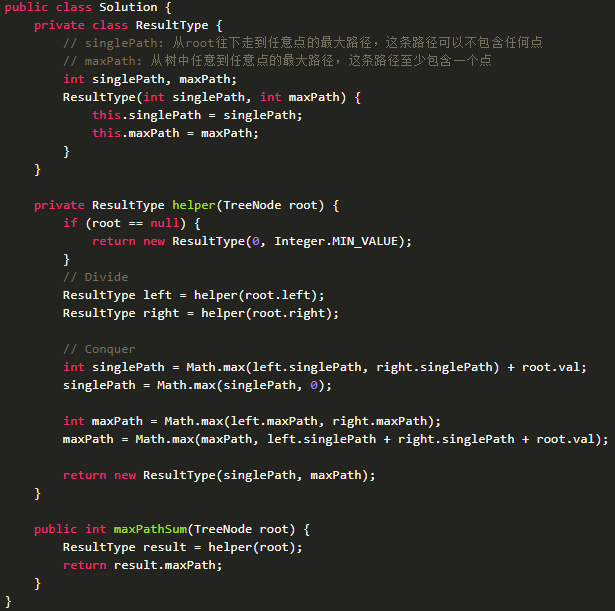 public class Solution {
    private class ResultType {
        // singlePath: 从root往下走到任意点的最大路径，这条路径可以不包含任何点
        // maxPath: 从树中任意到任意点的最大路径，这条路径至少包含一个点
        int singlePath, maxPath;
        ResultType(int singlePath, int maxPath) {
            this.singlePath = singlePath;
            this.maxPath = maxPath;
        }
    }

    private ResultType helper(TreeNode root) {
        if (root == null) {
            return new ResultType(0, Integer.MIN_VALUE);
        }
        // Divide
        ResultType left = helper(root.left);
        ResultType right = helper(root.right);

        // Conquer
        int singlePath = Math.max(left.singlePath, right.singlePath) + root.val;
        singlePath = Math.max(singlePath, 0);

        int maxPath = Math.max(left.maxPath, right.maxPath);
        maxPath = Math.max(maxPath, left.singlePath + right.singlePath + root.val);

        return new ResultType(singlePath, maxPath);
    }

    public int maxPathSum(TreeNode root) {
        ResultType result = helper(root);
        return result.maxPath;
    }
}